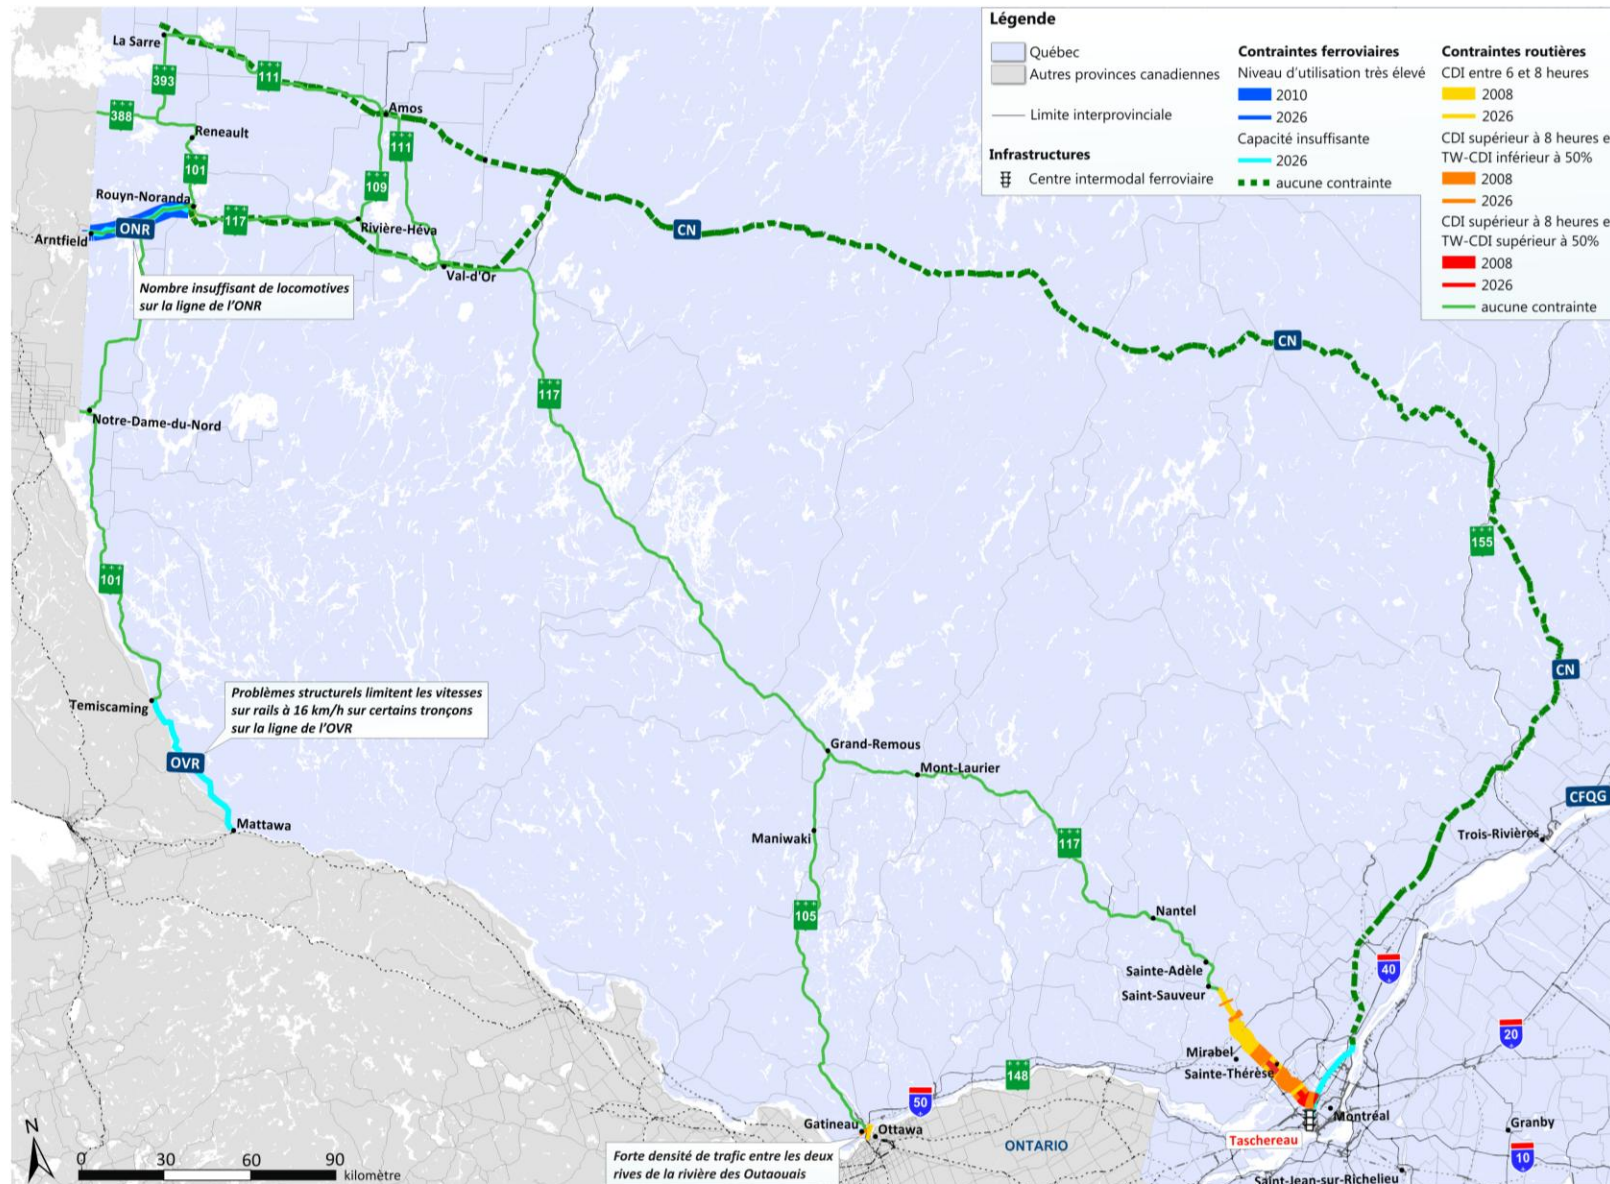 Légende
Québec
Autres provinces canadiennes
Limite interprovinciale
Infrastructures
Centre intermodal ferroviaire
Contraintes ferroviaires
Niveau d'utilisation très élevé
2010
2026
Capacité insuffisante
2026
aucune contrainte
Contraintes routières
CDI entre 6 et 8 heures
2008
2026
CDI supérieur à 8 heures e
TW-CDI inférieur à 50%
2008
2026
CDI supérieur à 8 heures e
TW-CDI supérieur à 50%
2008
2026
aucune contrainte
La Sarre
393
111
388
Amos
Reneault
111
101
109
Rouyn-Noranda
117
ONR
Rivière-Héva
CN
Arntfield
Val-d'Or
Nombre insuffisant de locomotives
sur la ligne de l'ONR
CN
117
Notre-Dame-du-Nord
155
101
CN
Problèmes structurels limitent les vitesses
sur rails à 16 km/h sur certains tronçons
sur la ligne de l'OVR
Temiscaming
OVR
Grand-Remous
Mont-Laurier
CFQG
Mattawa
Maniwaki
Trois-Rivières
117
105
Nantel
Sainte-Adèle
40
Saint-Sauveur
20
Mirabel
Sainte-Thérèse
148
50
Montréal
Gatineau
Ottawa
Granby
Taschereau
ONTARIO
10
Forte densité de trafic entre les deux
rives de la rivière des Outaouais
Saint-Jean-sur-Richelieu
N
0 30 60 90
kilomètre